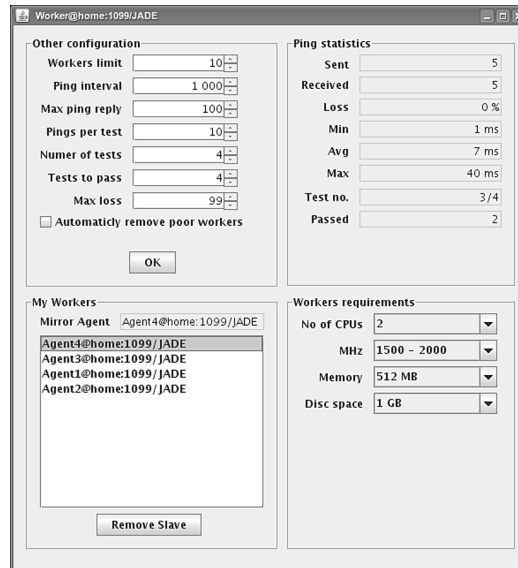 Worker@home:1099/JADE
Other configuration
Workers limit 10
Ping interval 1 000
Max ping reply 100
Pings per test 10
Numer of tests 4
Tests to pass 4
Max loss 99
Automaticly remove poor workers
OK
Ping statistics
Sent 5
Received 5
Loss 0 %
Min 1 ms
Avg 7 ms
Max 40 ms
Test no. 3/4
Passed 2
My Workers
Mirror Agent Agent4@home:1099/JADE
Agent4@home:1099/JADE
Agent3@home:1099/JADE
Agent1@home:1099/JADE
Agent2@home:1099/JADE
Remove Slave
Workers requirements
No of CPUs 2
MHz 1500 - 2000
Memory 512 MB
Disc space 1 GB